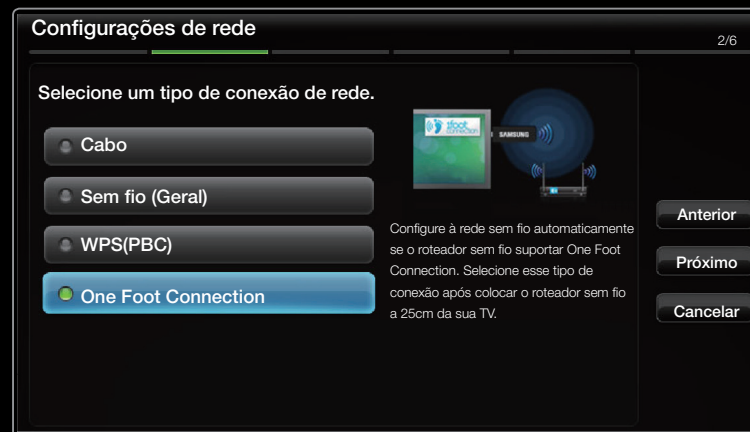 Configurações de rede
2/6
Selecione um tipo de conexão de rede.
Cabo
Sem fio (Geral)
WPS(PBC)
One Foot Connection
SAMSUNG
Configure à rede sem fio automaticamente
se o roteador sem fio suportar One Foot
Connection. Selecione esse tipo de
conexão após colocar o roteador sem fio
a 25cm da sua TV.
Anterior
Próximo
Cancelar